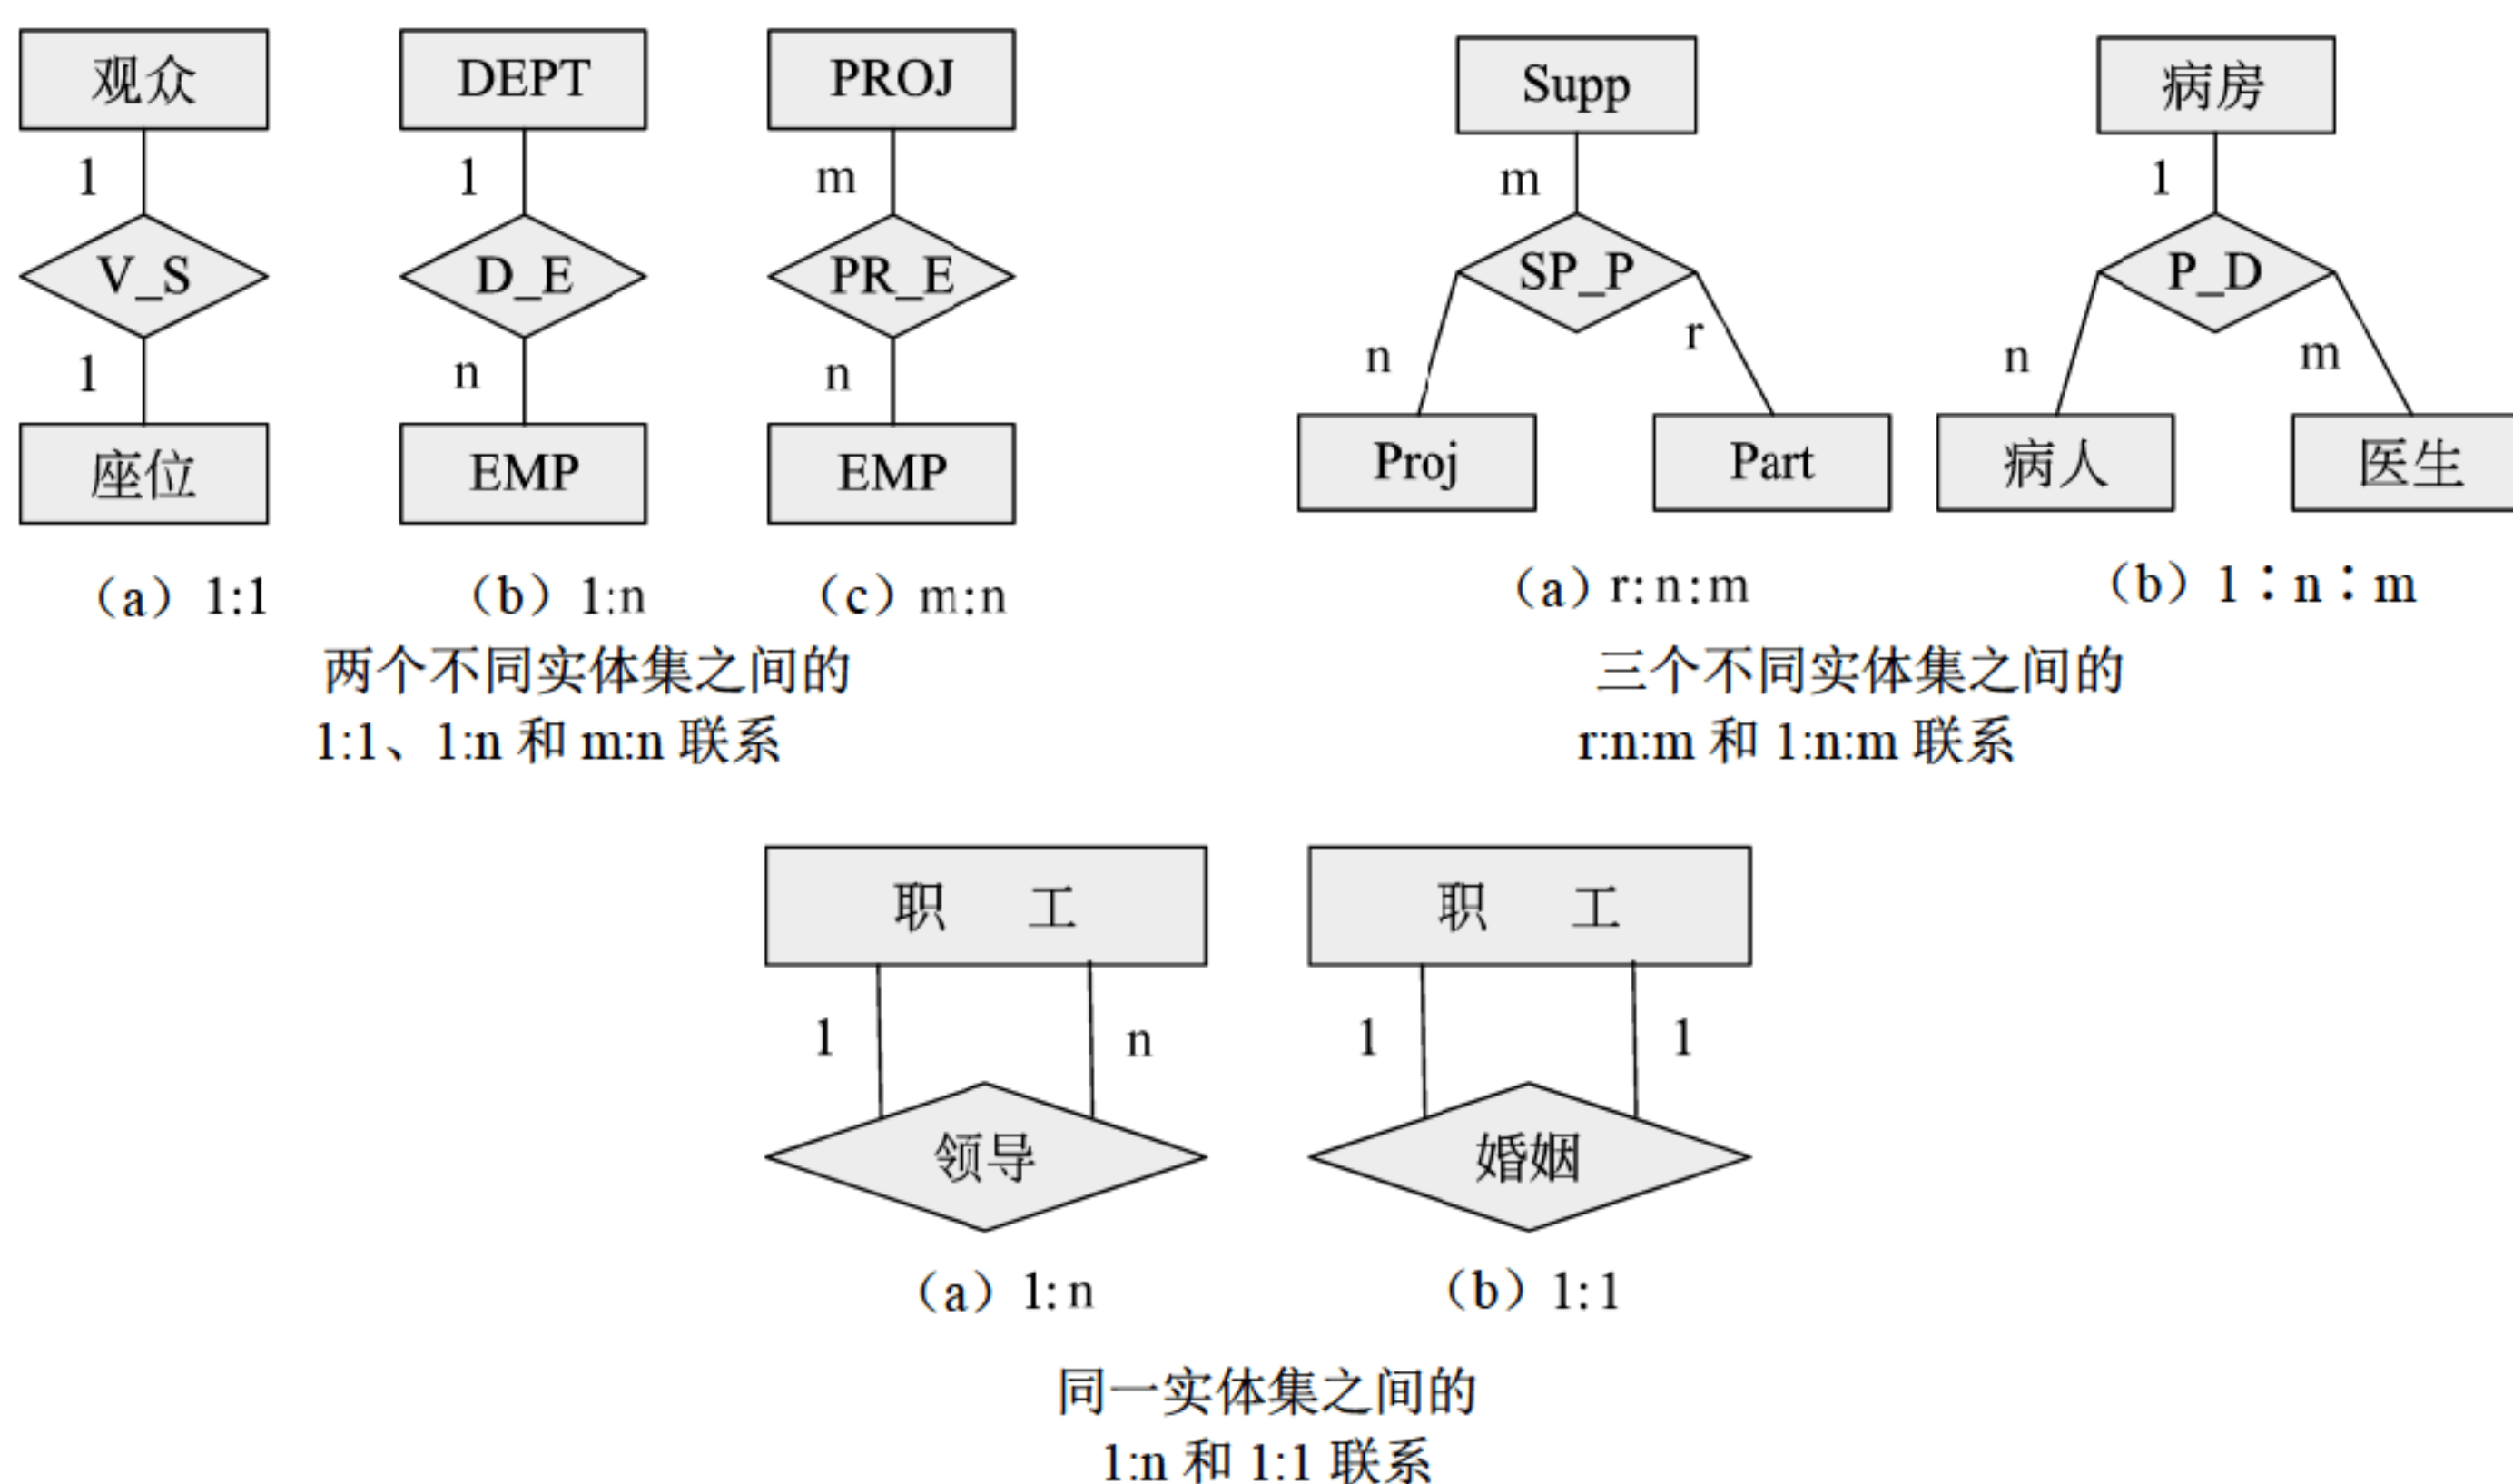 观众
1
V_S
1
座位
(a) 1:1
DEPT
1
D_E
n
EMP
(b) 1:n
PROJ
m
PR_E
n
EMP
(c) m:n
两个不同实体集之间的
1:1、1:n 和 m:n 联系
Supp
m
SP_P
n
r
Proj
Part
(a) r:n:m
病房
1
P_D
n
m
病人
医生
(b) 1：n：m
三个不同实体集之间的
r:n:m 和 1:n:m 联系
职 工
1
n
领导
(a) 1:n
职 工
1
1
婚姻
(b) 1:1
同一实体集之间的
1:n 和 1:1 联系